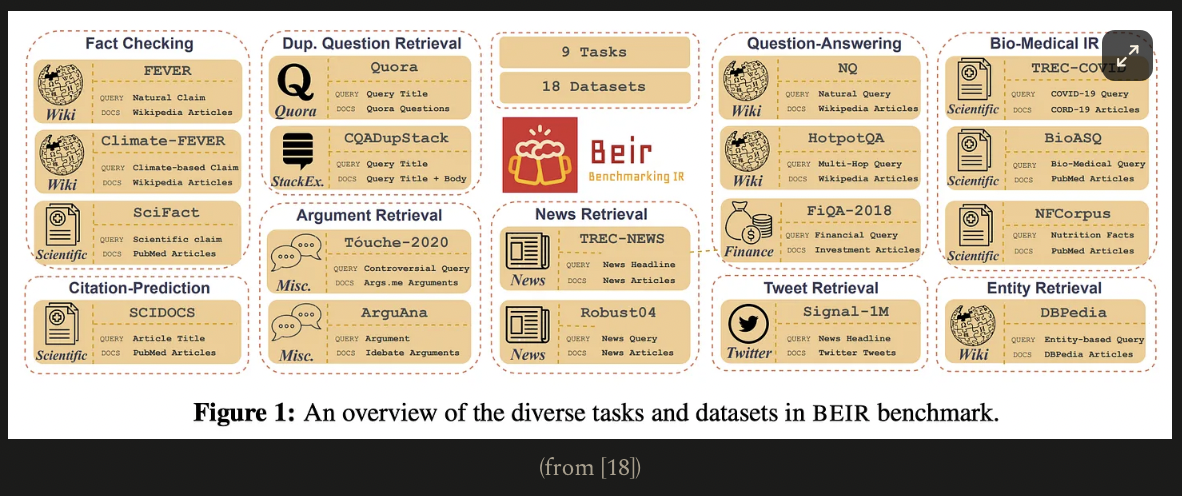 Fact Checking
FEVER
QUERY Natural Claim
DOCS Wikipedia Articles
Wiki
Climate-FEVER
QUERY Climate-based Claim
DOCS Wikipedia Articles
Wiki
SciFact
QUERY Scientific claim
DOCS PubMed Articles
Scientific
Citation-Prediction
SCIDOCS
QUERY Article Title
DOCS PubMed Articles
Scientific
Dup. Question Retrieval
Quora
QUERY Query Title
DOCS Quora Questions
Q
Quora
CQADupStack
QUERY Query Title
DOCS Query Title + Body
StackEx.
Argument Retrieval
Tóuche-2020
QUERY Controversial Query
DOCS Args.me Arguments
Misc.
ArguAna
QUERY Argument
DOCS Idebate Arguments
Misc.
9 Tasks
18 Datasets
Beir
Benchmarking IR
News Retrieval
TREC-NEWS
QUERY News Headline
DOCS News Articles
News
Robust04
QUERY News Query
DOCS News Articles
News
Question-Answering
NQ
QUERY Natural Query
DOCS Wikipedia Articles
Wiki
HotpotQA
QUERY Multi-Hop Query
DOCS Wikipedia Articles
Wiki
FiQA-2018
QUERY Financial Query
DOCS Investment Articles
Finance
Tweet Retrieval
Signal-1M
QUERY News Headline
DOCS Twitter Tweets
Twitter
Bio-Medical IR
TREC-COVID
QUERY COVID-19 Query
DOCS CORD-19 Articles
Scientific
BioASQ
QUERY Bio-Medical Query
DOCS PubMed Articles
Scientific
NFCorpus
QUERY Nutrition Facts
DOCS PubMed Articles
Scientific
Entity Retrieval
DBPedia
QUERY Entity-based Query
DOCS DBPedia Articles
Wiki
Figure 1: An overview of the diverse tasks and datasets in BEIR benchmark.
(from [18])